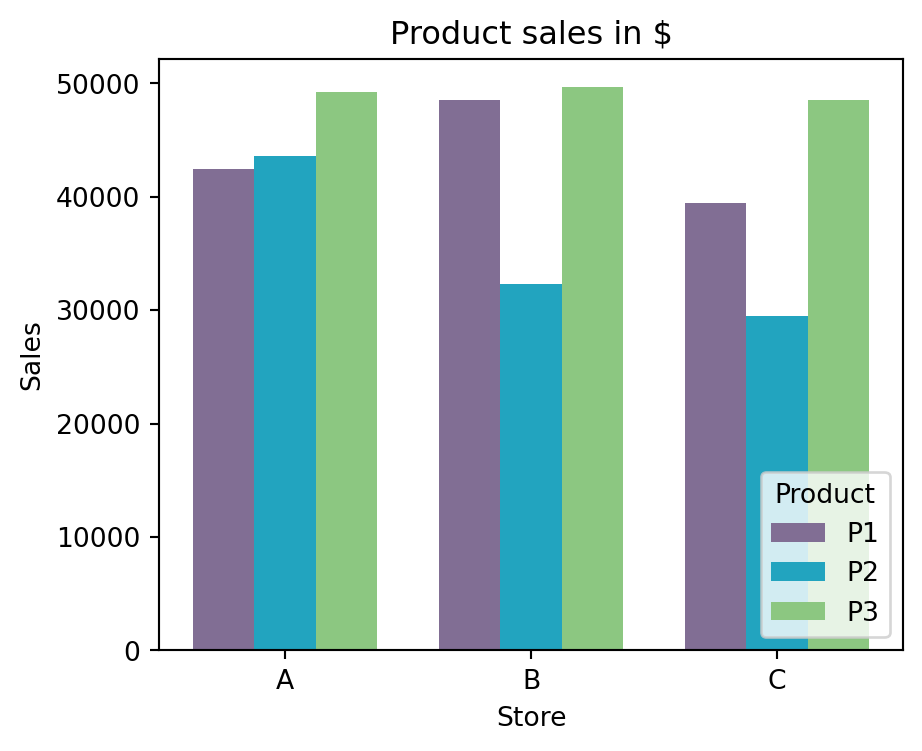 Product sales in $
Sales
50000
40000
30000
20000
10000
0
Product
P1
P2
P3
A B C
Store